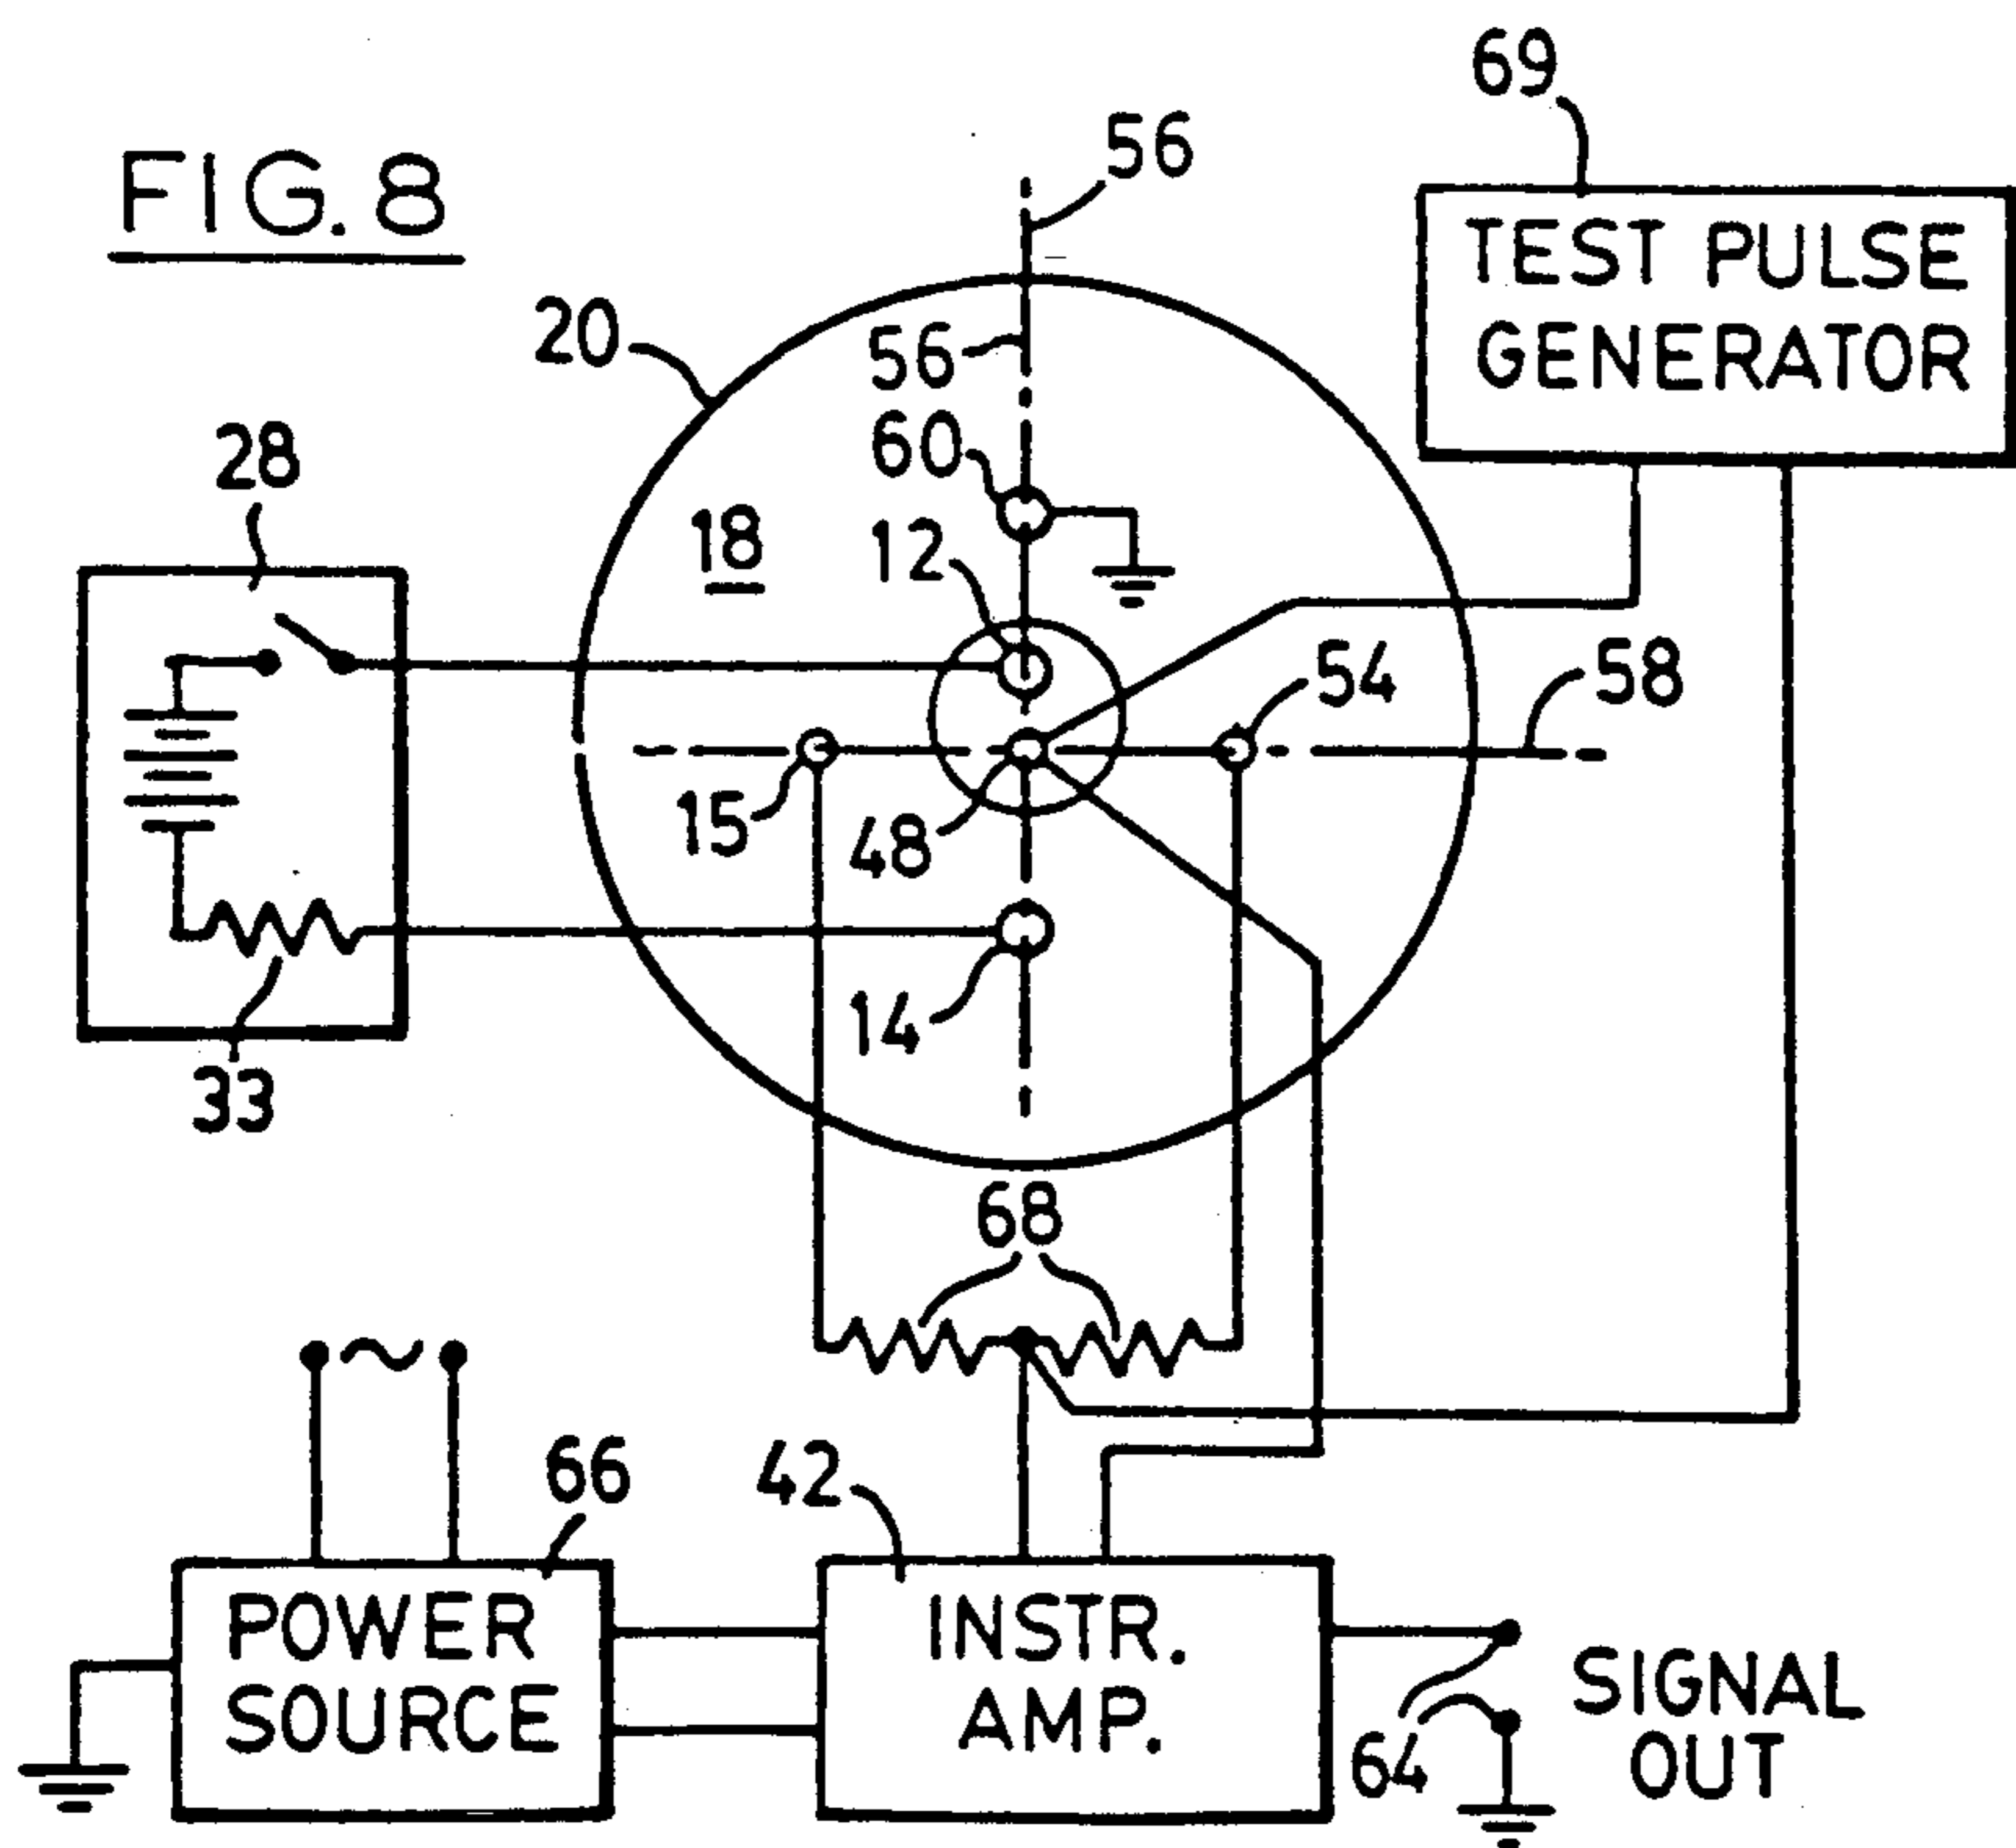 FIG. 8
69
56
TEST PULSE
GENERATOR
20
56
60
28
18
12
54
58
15
48
14
33
68
66
42
POWER
SOURCE
INSTR.
AMP.
64
SIGNAL
OUT